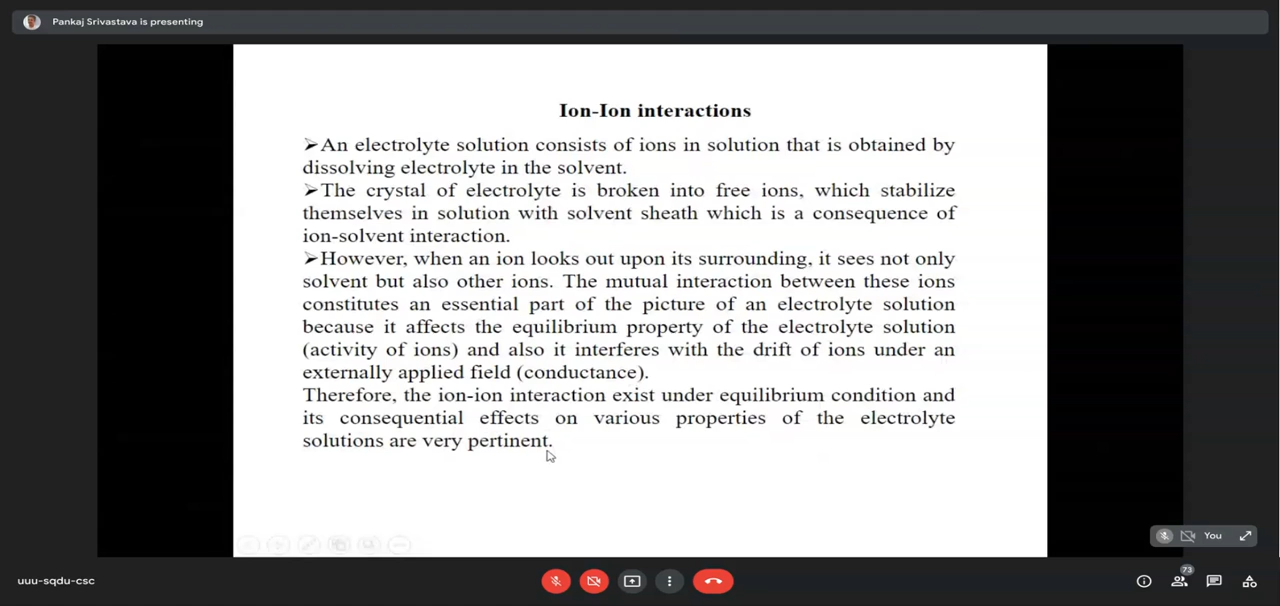 Pankaj Srivastava is presenting
Ion-Ion interactions
➢An electrolyte solution consists of ions in solution that is obtained by
dissolving electrolyte in the solvent.
➢The crystal of electrolyte is broken into free ions, which stabilize
themselves in solution with solvent sheath which is a consequence of
ion-solvent interaction.
➢However, when an ion looks out upon its surrounding, it sees not only
solvent but also other ions. The mutual interaction between these ions
constitutes an essential part of the picture of an electrolyte solution
because it affects the equilibrium property of the electrolyte solution
(activity of ions) and also it interferes with the drift of ions under an
externally applied field (conductance).
Therefore, the ion-ion interaction exist under equilibrium condition and
its consequential effects on various properties of the electrolyte
solutions are very pertinent.
You
uuu-sqdu-csc
73